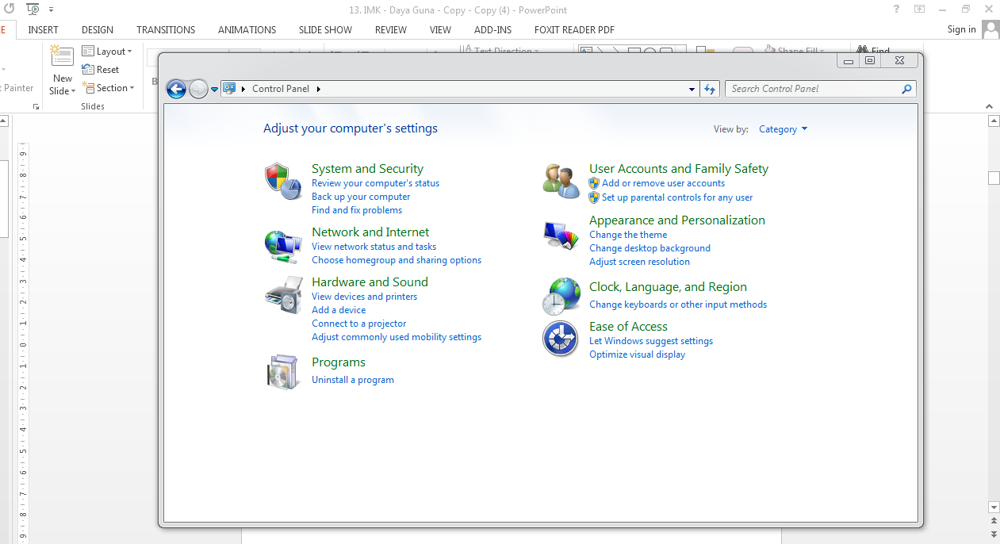 13. IMK - Daya Guna - Copy - Copy (4) - PowerPoint
INSERT DESIGN TRANSITIONS ANIMATIONS SLIDE SHOW REVIEW VIEW ADD-INS FOXIT READER PDF Sign in
Layout
Text Direction Shape Fill Find
New Slide
Reset
Painter
Section
Slides
Control Panel
Search Control Panel
Adjust your computer's settings
View by: Category
System and Security
Review your computer's status
Back up your computer
Find and fix problems
Network and Internet
View network status and tasks
Choose homegroup and sharing options
Hardware and Sound
View devices and printers
Add a device
Connect to a projector
Adjust commonly used mobility settings
Programs
Uninstall a program
User Accounts and Family Safety
Add or remove user accounts
Set up parental controls for any user
Appearance and Personalization
Change the theme
Change desktop background
Adjust screen resolution
Clock, Language, and Region
Change keyboards or other input methods
Ease of Access
Let Windows suggest settings
Optimize visual display